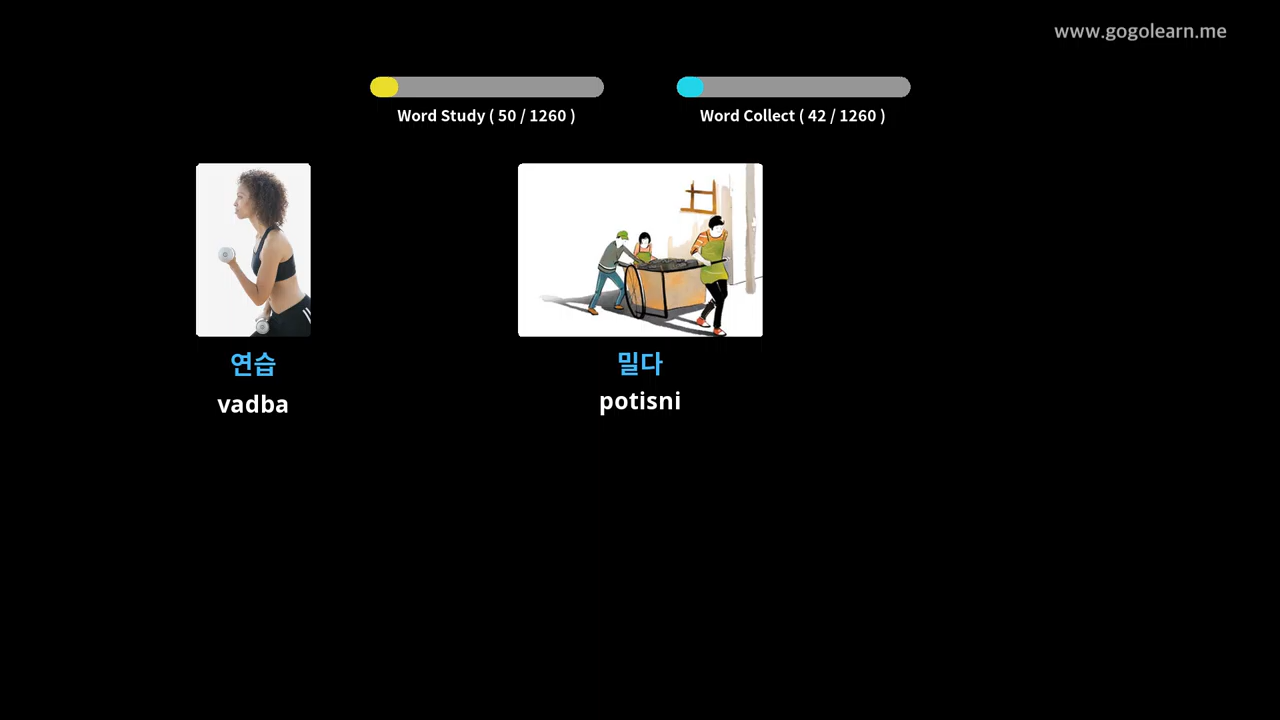 www.gogolearn.me
Word Study ( 50 / 1260 )
Word Collect ( 42 / 1260 )
연습
vadba
밀다
potisni